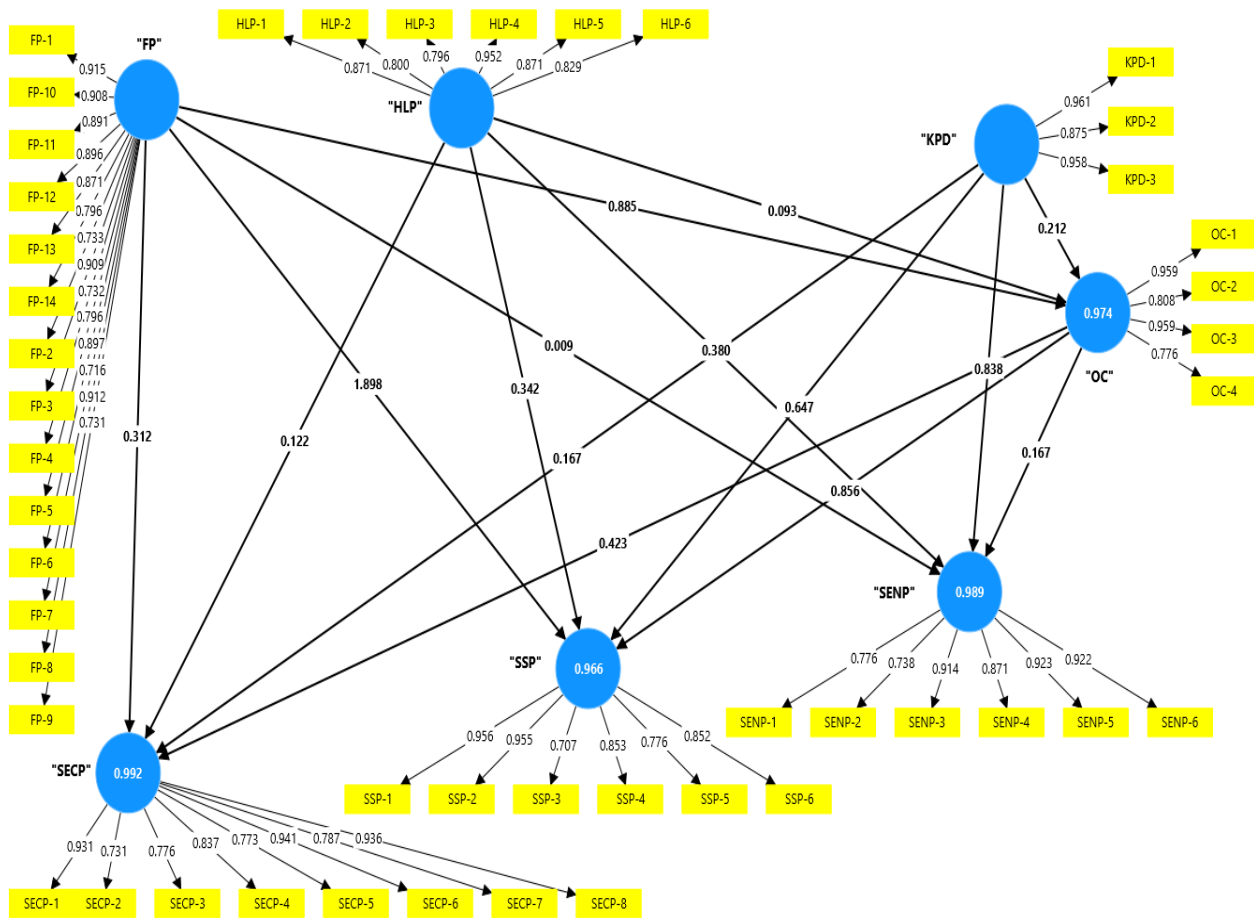 HLP-1 HLP-2 HLP-3 HLP-4 HLP-5 HLP-6
FP-1 "FP"
0.915
0.871 0.800 0.796 0.952 0.871 0.829
"HLP"
KPD-1
0.961
FP-10 0.908
0.891
KPD-2
0.875
"KPD"
FP-11
0.896
0.958
KPD-3
FP-12 0.871
0.796
0.885 0.093 0.212
OC-1
0.959
FP-13 0.733
0.909
OC-2
0.808
FP-14 0.732
0.974
0.959
OC-3
0.796
FP-2 0.897
0.009 0.380 0.838
0.776
"OC"
OC-4
0.716
FP-3 0.912
1.898 0.342 0.647
0.731
0.312 0.122 0.167 0.167
FP-4
FP-5
0.856
0.423
FP-6
"SENP" 0.989
FP-7
"SSP" 0.966
0.776 0.738 0.914 0.871 0.923 0.922
FP-8
FP-9
SENP-1 SENP-2 SENP-3 SENP-4 SENP-5 SENP-6
0.956 0.955 0.707 0.853 0.776 0.852
"SECP" 0.992
SSP-1 SSP-2 SSP-3 SSP-4 SSP-5 SSP-6
0.931 0.731 0.776 0.837 0.773 0.941 0.787 0.936
SECP-1 SECP-2 SECP-3 SECP-4 SECP-5 SECP-6 SECP-7 SECP-8